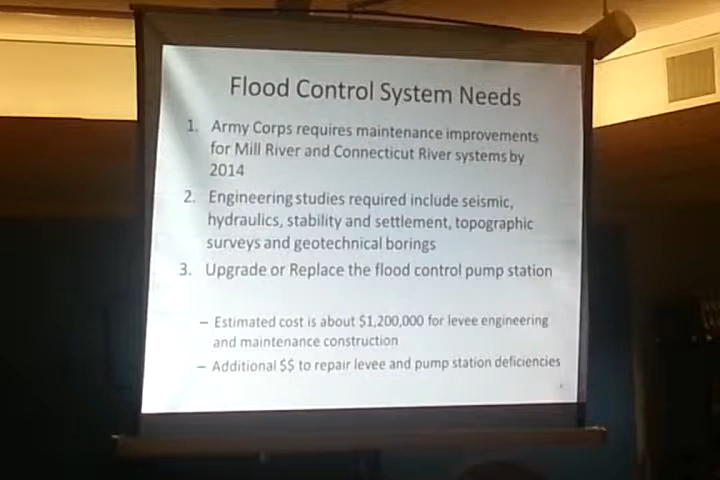 Flood Control System Needs
1. Army Corps requires maintenance improvements
for Mill River and Connecticut River systems by
2014
2. Engineering studies required include seismic,
hydraulics, stability and settlement, topographic
surveys and geotechnical borings
3. Upgrade or Replace the flood control pump station
– Estimated cost is about $1,200,000 for levee engineering
and maintenance construction
– Additional $$ to repair levee and pump station deficiencies